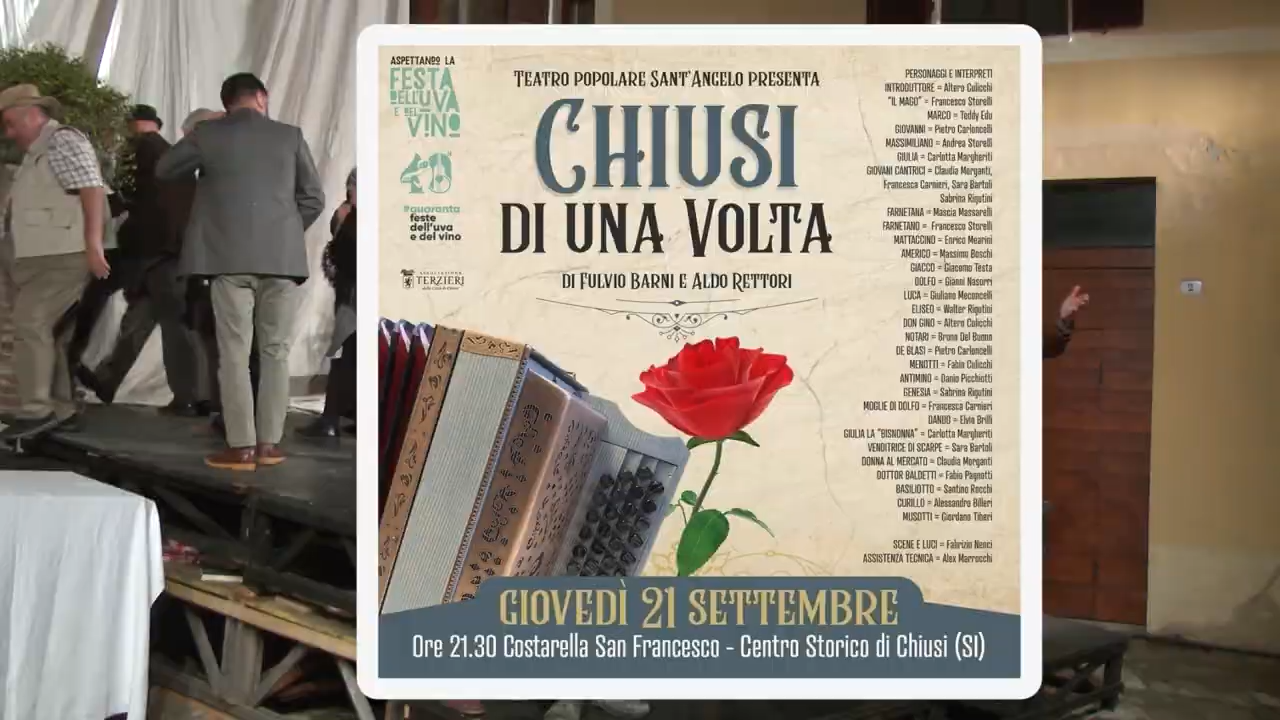 ASPETTANDO LA
FESTA
DELL'UVA
E DEL
VINO
40
#quaranta
feste
dell'uva
e del vino
ASSOCIAZIONE
TERZIERI
TEATRO POPOLARE SANT'ANGELO PRESENTA
CHIUSI
DI UNA VOLTA
DI FULVIO BARNI E ALDO RETTORI
PERSONAGGI E INTERPRETI
INTRODUTTORE = Altero Culicchi
"IL MAGO" = Francesco Storelli
MARCO = Teddy Edu
GIOVANNI = Pietro Carloncelli
MASSIMILIANO = Andrea Storelli
GIULIA = Carlotta Margheriti
GIOVANI CANTRICI = Claudia Morganti,
Francesca Carnieri, Sara Bartoli
Sabrina Rigutini
FARNETANA = Mascia Massarelli
FARNETANO = Francesco Storelli
MATTACCINO = Enrico Mearini
AMERICO = Massimo Boschi
GIACCO = Giacomo Testa
DOLFO = Gianni Nasorri
LUCA = Giuliano Meconcelli
ELISEO = Walter Rigutini
DON GINO = Altero Culicchi
NOTARI = Bruno Del Buono
DE BLASI = Pietro Carloncelli
MENOTTI = Fabio Culicchi
ANTIMINO = Danio Picchiotti
GENESIA = Sabrina Rigutini
MOGLIE DI DOLFO = Francesca Carnieri
DANDO = Elvio Brilli
GIULIA LA "BISNONNA" = Carlotta Margheriti
VENDITRICE DI SCARPE = Sara Bartoli
DONNA AL MERCATO = Claudia Morganti
DOTTOR BALDETTI = Fabio Pagnotti
BASILIOTTO = Santino Rocchi
CURILLO = Alessandro Billeri
MUSOTTI = Giordano Tiberi
SCENE E LUCI = Fabrizio Nenci
ASSISTENZA TECNICA = Alex Marrocchi
GIOVEDÌ 21 SETTEMBRE
Ore 21.30 Costarella San Francesco - Centro Storico di Chiusi (SI)